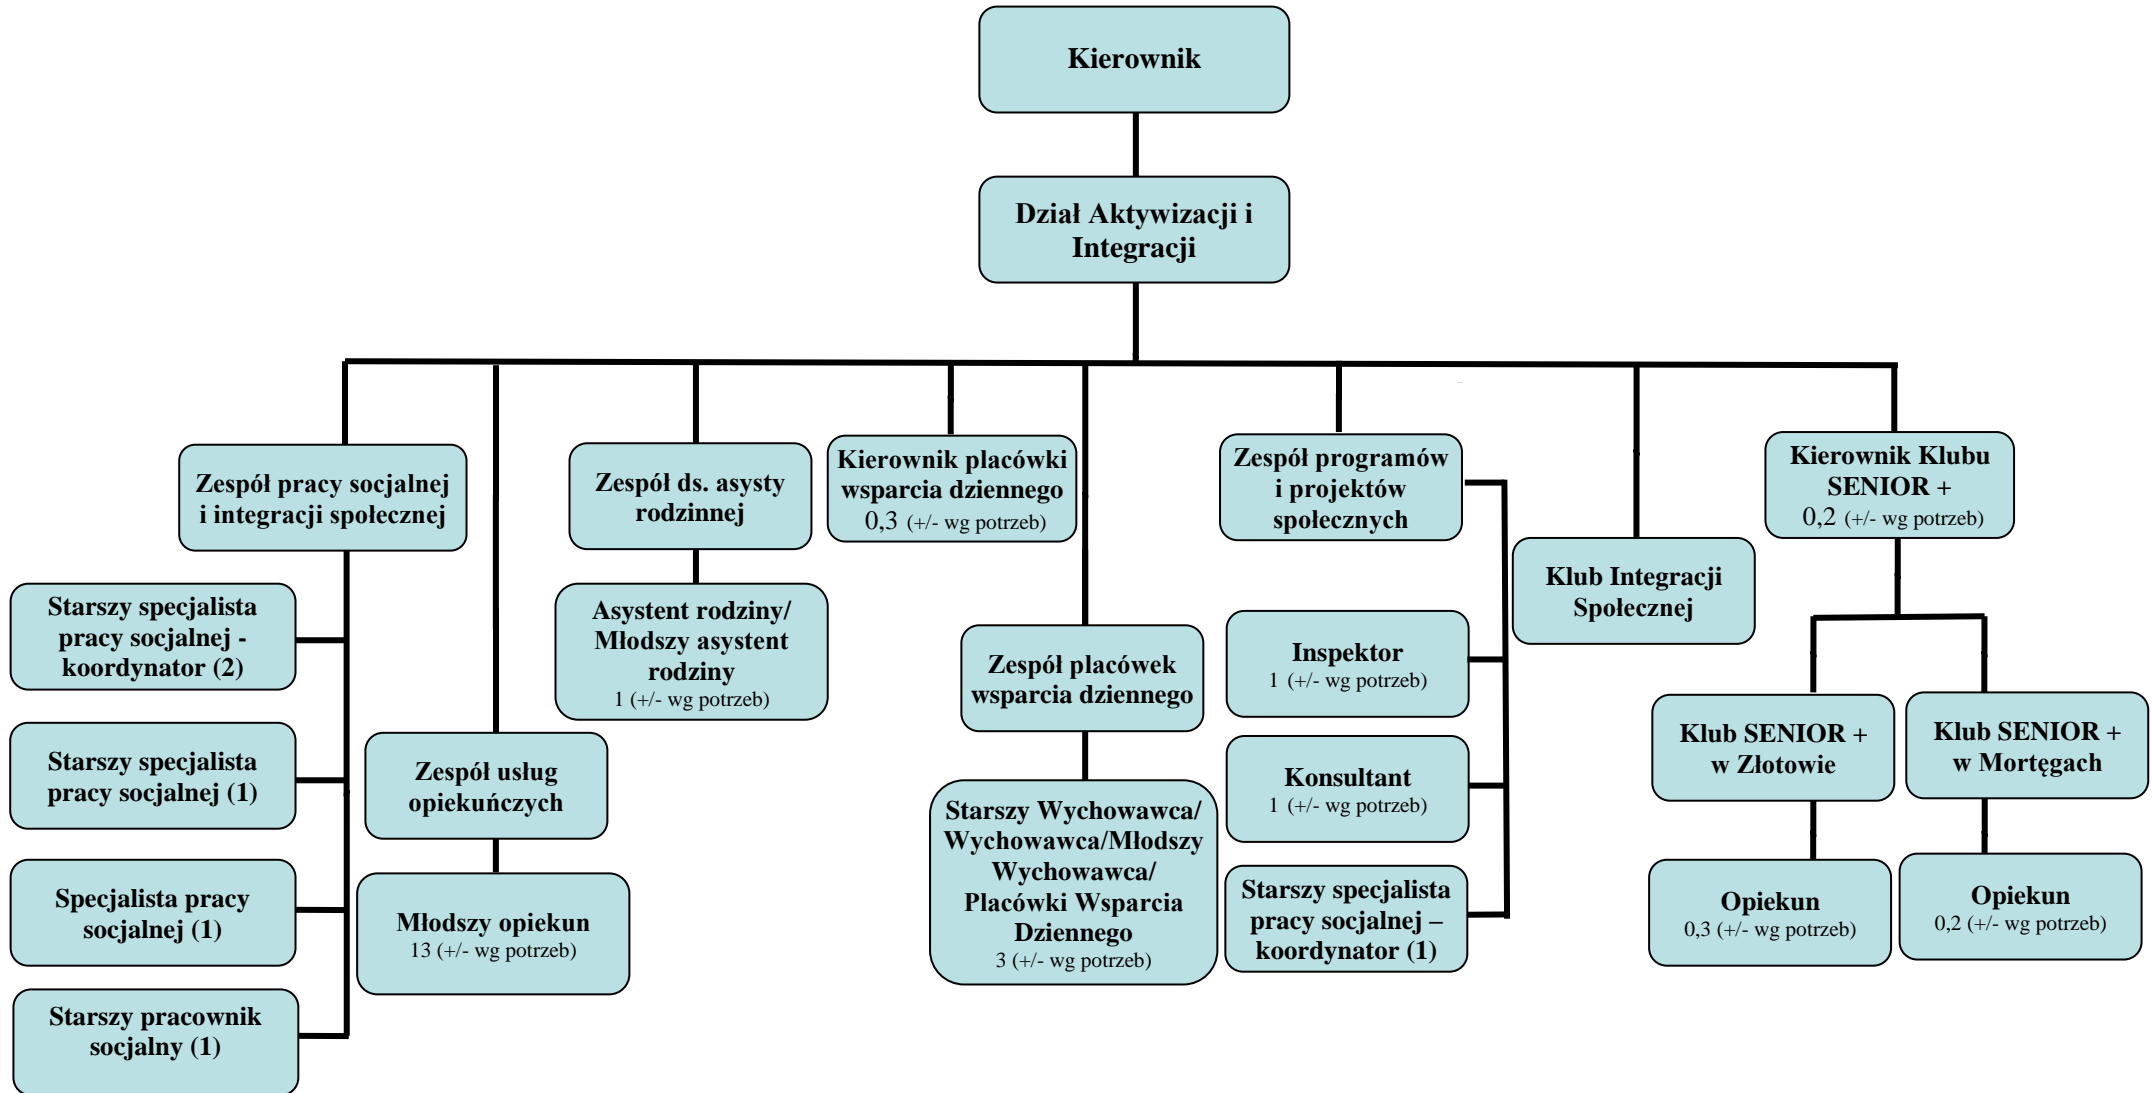 Kierownik
Dział Aktywizacji i
Integracji
Zespół pracy socjalnej
i integracji społecznej
Starszy specjalista
pracy socjalnej -
koordynator (2)
Starszy specjalista
pracy socjalnej (1)
Specjalista pracy
socjalnej (1)
Starszy pracownik
socjalny (1)
Zespół usług
opiekuńczych
Młodszy opiekun
13 (+/- wg potrzeb)
Zespół ds. asysty
rodzinnej
Asystent rodziny/
Młodszy asystent
rodziny
1 (+/- wg potrzeb)
Kierownik placówki
wsparcia dziennego
0,3 (+/- wg potrzeb)
Zespół placówek
wsparcia dziennego
Starszy Wychowawca/
Wychowawca/Młodszy
Wychowawca/
Placówki Wsparcia
Dziennego
3 (+/- wg potrzeb)
Zespół programów
i projektów
społecznych
Inspektor
1 (+/- wg potrzeb)
Konsultant
1 (+/- wg potrzeb)
Starszy specjalista
pracy socjalnej –
koordynator (1)
Klub Integracji
Społecznej
Kierownik Klubu
SENIOR +
0,2 (+/- wg potrzeb)
Klub SENIOR +
w Złotowie
Opiekun
0,3 (+/- wg potrzeb)
Klub SENIOR +
w Mortęgach
Opiekun
0,2 (+/- wg potrzeb)